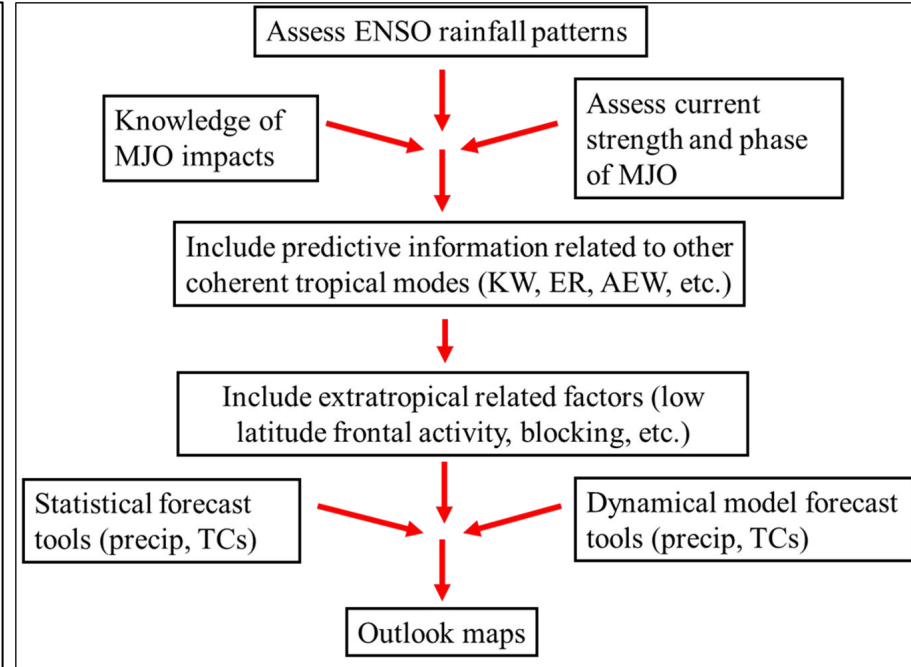 Assess ENSO rainfall patterns
Knowledge of
MJO impacts
Assess current
strength and phase
of MJO
Include predictive information related to other
coherent tropical modes (KW, ER, AEW, etc.)
Include extratropical related factors (low
latitude frontal activity, blocking, etc.)
Statistical forecast
tools (precip, TCs)
Dynamical model forecast
tools (precip, TCs)
Outlook maps